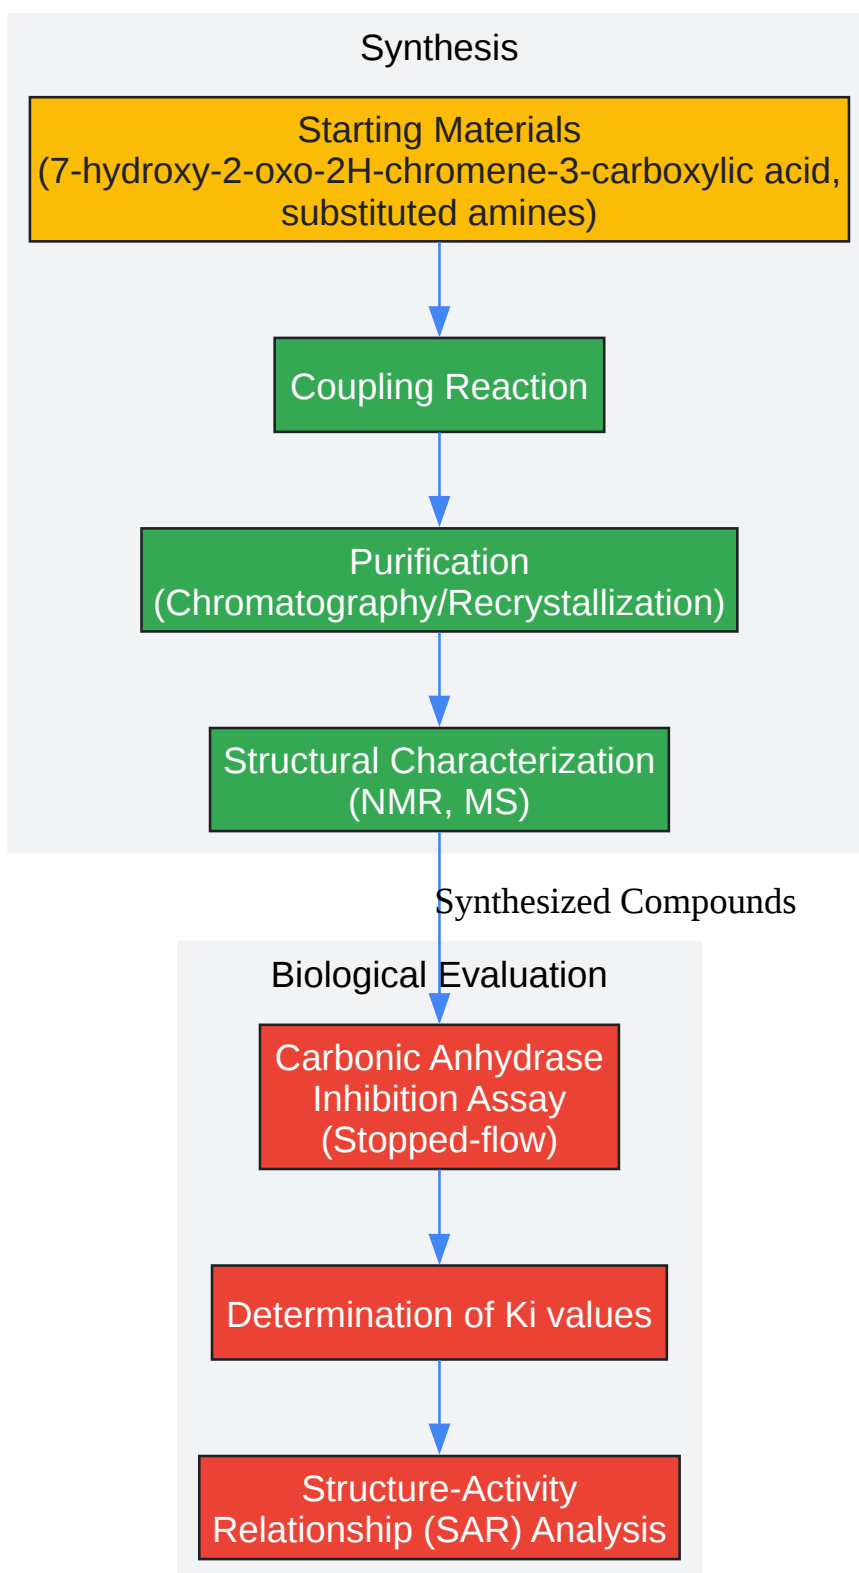 Synthesis
Starting Materials
(7-hydroxy-2-oxo-2H-chromene-3-carboxylic acid,
substituted amines)
Coupling Reaction
Purification
(Chromatography/Recrystallization)
Structural Characterization
(NMR, MS)
Synthesized Compounds
Biological Evaluation
Carbonic Anhydrase
Inhibition Assay
(Stopped-flow)
Determination of Ki values
Structure-Activity
Relationship (SAR) Analysis